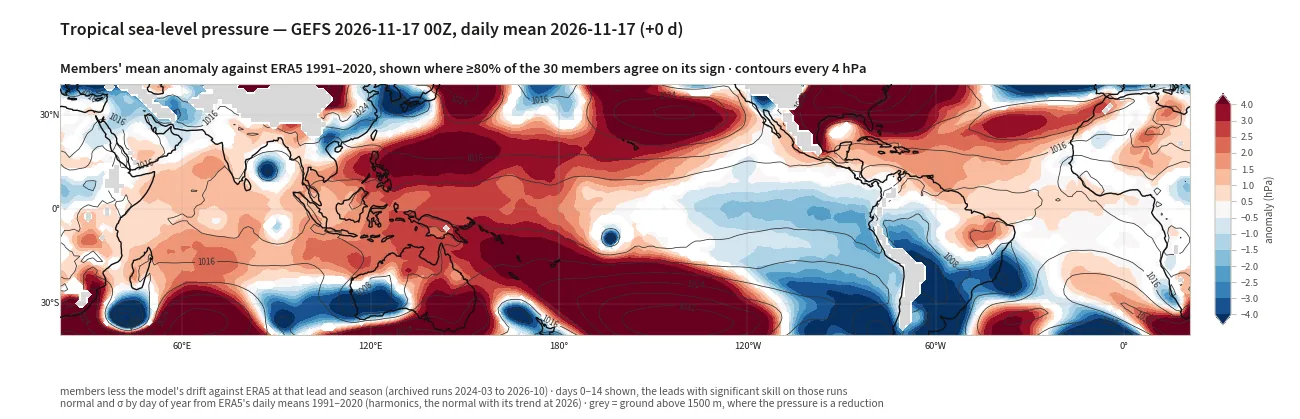 Tropical sea-level pressure — GEFS 2026-11-17 00Z, daily mean 2026-11-17 (+0 d)
Members' mean anomaly against ERA5 1991–2020, shown where ≥80% of the 30 members agree on its sign · contours every 4 hPa
30°N
0°
30°S
60°E
120°E
180°
120°W
60°W
0°
1016
1016
1016
1024
1016
1016
1016
1008
1016
1016
1008
1016
4.0
3.0
2.5
2.0
1.5
1.0
0.5
−0.5
−1.0
−1.5
−2.0
−2.5
−3.0
−4.0
anomaly (hPa)
members less the model's drift against ERA5 at that lead and season (archived runs 2024-03 to 2026-10) · days 0–14 shown, the leads with significant skill on those runs
normal and σ by day of year from ERA5's daily means 1991–2020 (harmonics, the normal with its trend at 2026) · grey = ground above 1500 m, where the pressure is a reduction